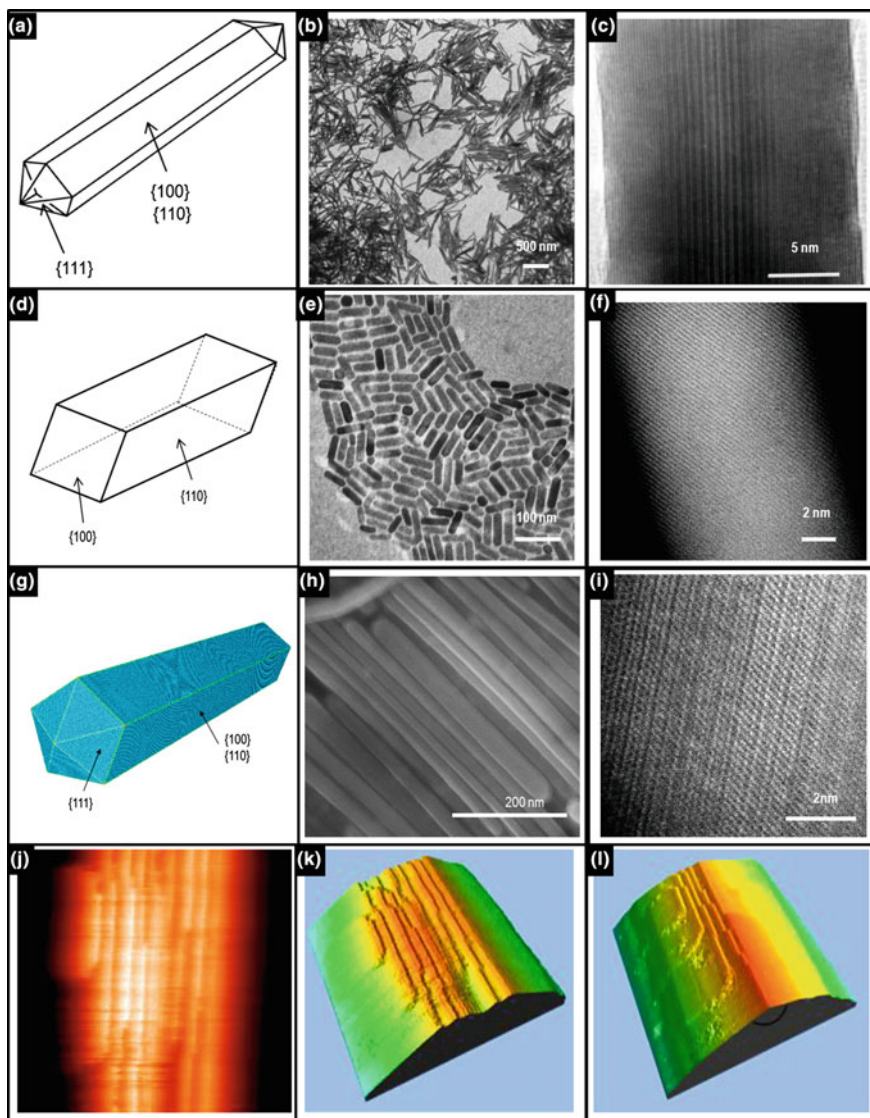 (a)
{100}
{110}
{111}
(b)
500 nm
(c)
5 nm
(d)
{110}
{100}
(e)
100 nm
(f)
2 nm
(g)
{100}
{110}
{111}
(h)
200 nm
(i)
2nm
(j)
(k)
(l)